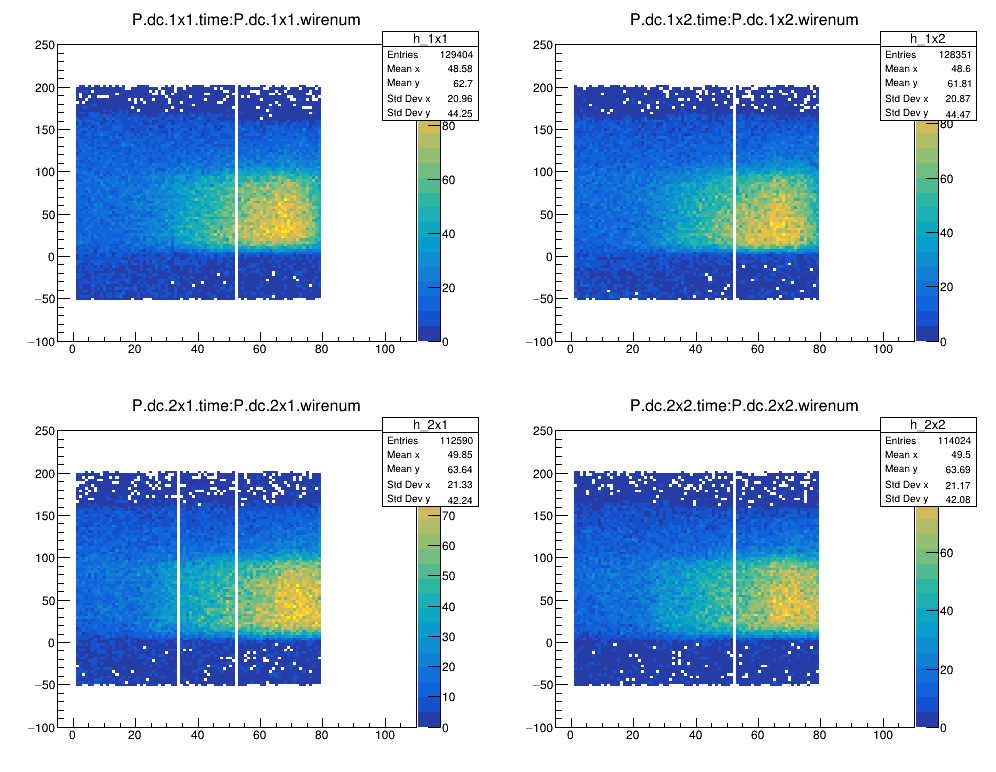 P.dc.1x1.time:P.dc.1x1.wirenum
h_1x1
Entries 129404
Mean x 48.58
Mean y 62.7
Std Dev x 20.96
Std Dev y 44.25
250
200
150
100
50
0
−50
−100
0 20 40 60 80 100
80
60
40
20
0
P.dc.1x2.time:P.dc.1x2.wirenum
h_1x2
Entries 128351
Mean x 48.6
Mean y 61.81
Std Dev x 20.87
Std Dev y 44.47
250
200
150
100
50
0
−50
−100
0 20 40 60 80 100
80
60
40
20
0
P.dc.2x1.time:P.dc.2x1.wirenum
h_2x1
Entries 112590
Mean x 49.85
Mean y 63.64
Std Dev x 21.33
Std Dev y 42.24
250
200
150
100
50
0
−50
−100
0 20 40 60 80 100
70
60
50
40
30
20
10
0
P.dc.2x2.time:P.dc.2x2.wirenum
h_2x2
Entries 114024
Mean x 49.5
Mean y 63.69
Std Dev x 21.17
Std Dev y 42.08
250
200
150
100
50
0
−50
−100
0 20 40 60 80 100
60
40
20
0